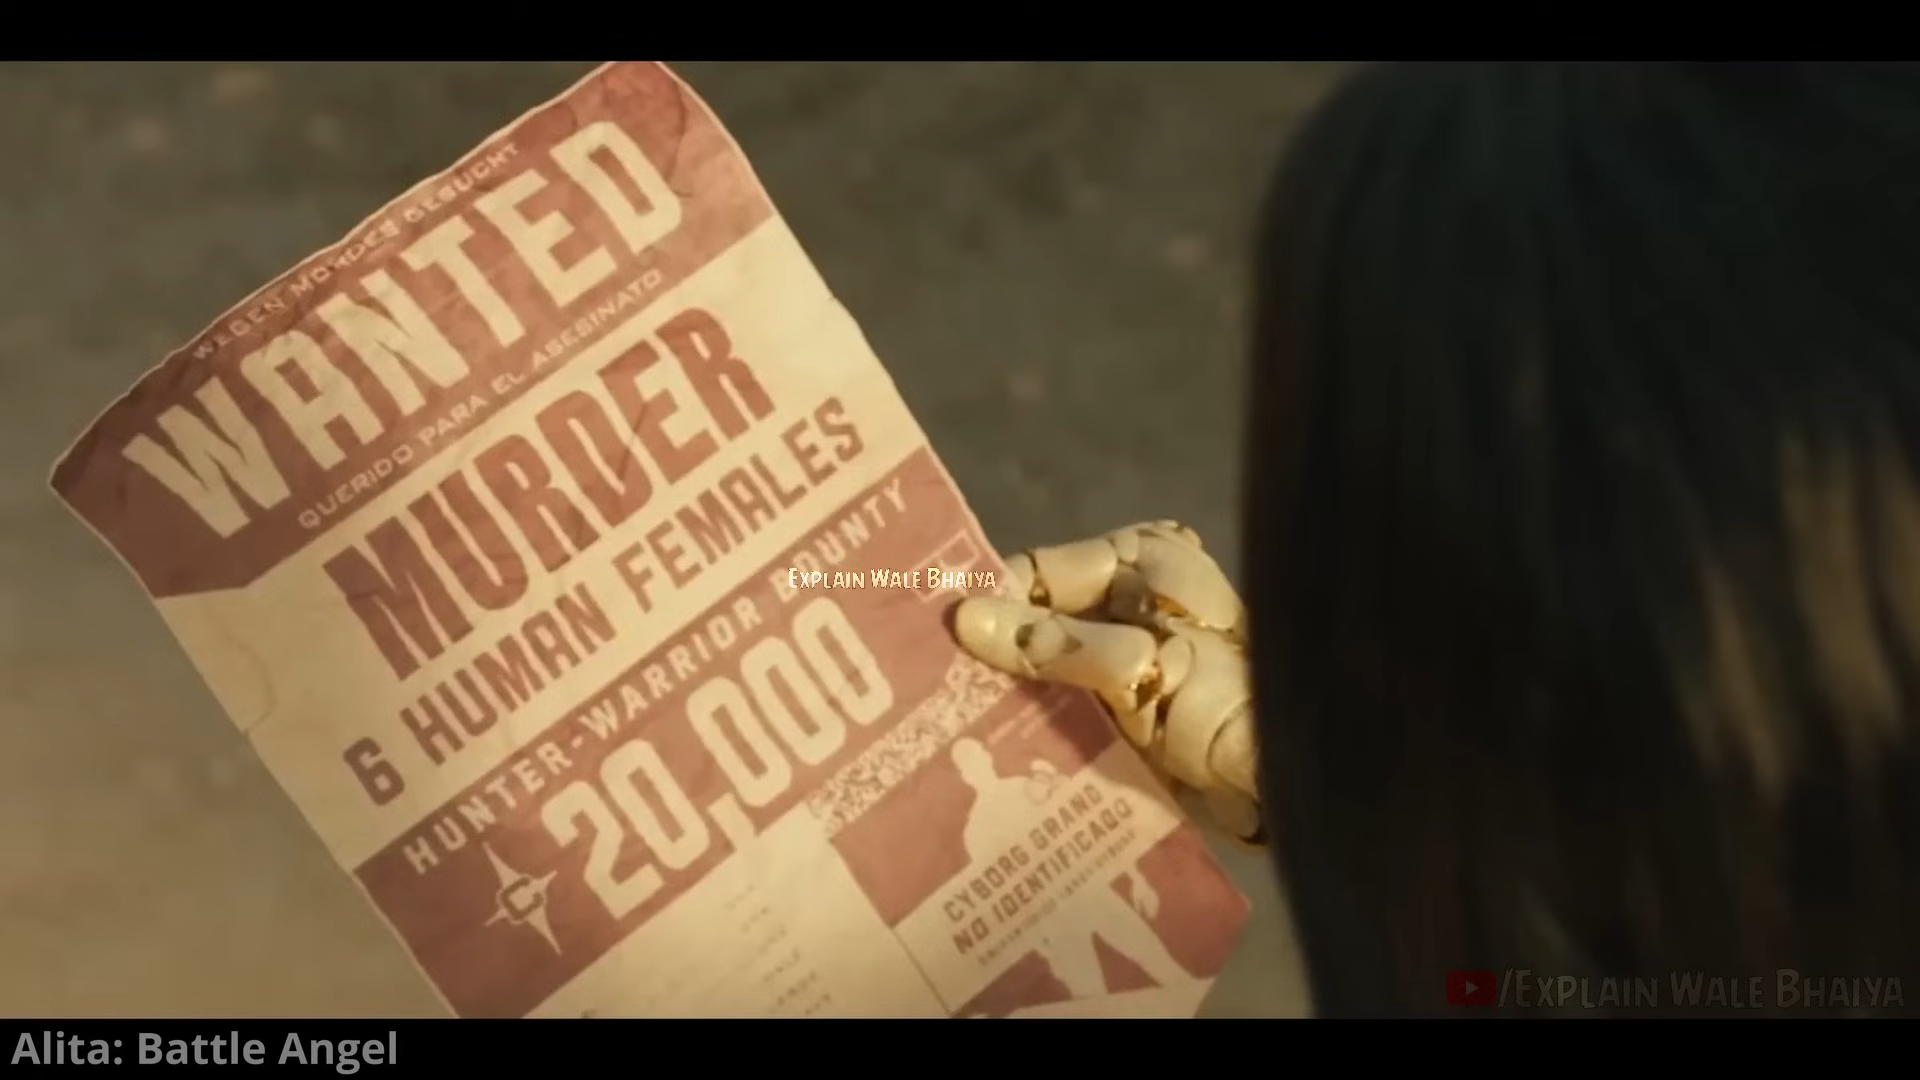 WEGEN MORDES GESUCHT
WANTED
QUERIDO PARA EL ASESINATO
MURDER
6 HUMAN FEMALES
HUNTER-WARRIOR BOUNTY
EXPLAIN WALE BHAIYA
C 20,000
CYBORG GRAND
NO IDENTIFICADO
/EXPLAIN WALE BHAIYA
Alita: Battle Angel